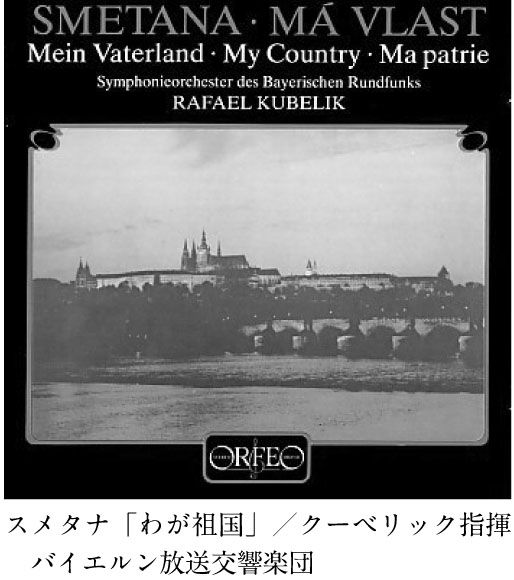 SMETANA · MÁ VLAST
Mein Vaterland · My Country · Ma patrie
Symphonieorchester des Bayerischen Rundfunks
RAFAEL KUBELIK
ORFEO
スメタナ「わが祖国」／クーベリック指揮
バイエルン放送交響楽団